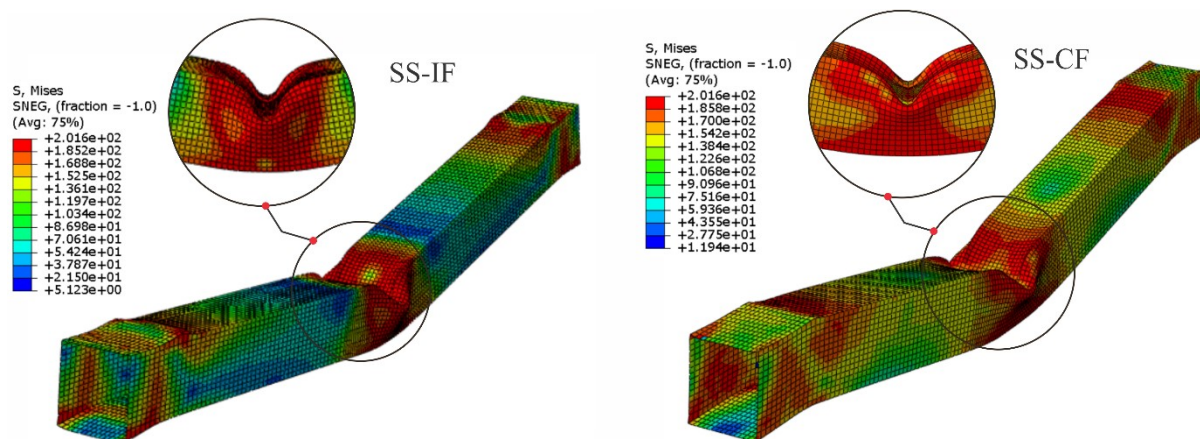 SS-IF
S, Mises
SNEG, (fraction = -1.0)
(Avg: 75%)
+2.016e+02
+1.852e+02
+1.688e+02
+1.525e+02
+1.361e+02
+1.197e+02
+1.034e+02
+8.698e+01
+7.061e+01
+5.424e+01
+3.787e+01
+2.150e+01
+5.123e+00
SS-CF
S, Mises
SNEG, (fraction = -1.0)
(Avg: 75%)
+2.016e+02
+1.858e+02
+1.700e+02
+1.542e+02
+1.384e+02
+1.226e+02
+1.068e+02
+9.096e+01
+7.516e+01
+5.936e+01
+4.355e+01
+2.775e+01
+1.194e+01